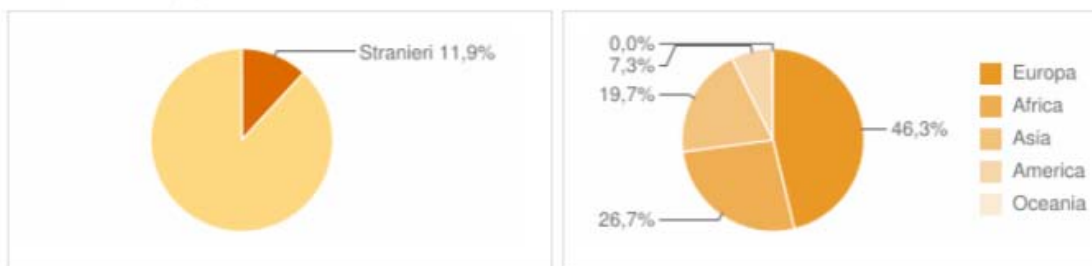 Stranieri 11,9%
0,0%
7,3%
19,7%
26,7%
46,3%
Europa
Africa
Asia
America
Oceania